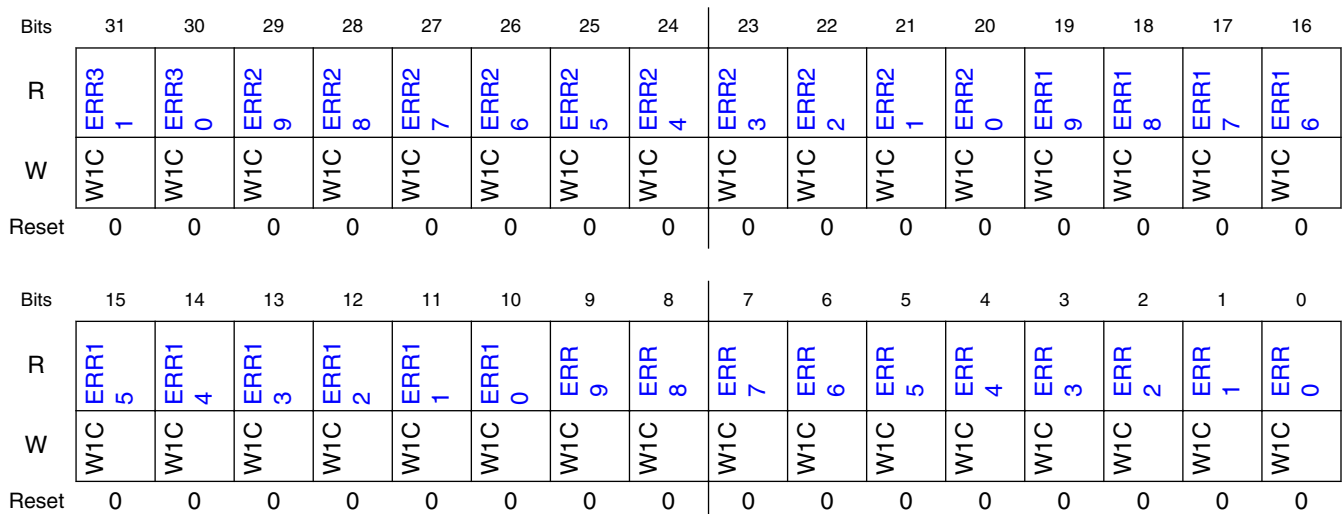 Bits 31 30 29 28 27 26 25 24 23 22 21 20 19 18 17 16
R ERR31 ERR30 ERR29 ERR28 ERR27 ERR26 ERR25 ERR24 ERR23 ERR22 ERR21 ERR20 ERR19 ERR18 ERR17 ERR16
W W1C W1C W1C W1C W1C W1C W1C W1C W1C W1C W1C W1C W1C W1C W1C W1C
Reset 0 0 0 0 0 0 0 0 0 0 0 0 0 0 0 0
Bits 15 14 13 12 11 10 9 8 7 6 5 4 3 2 1 0
R ERR15 ERR14 ERR13 ERR12 ERR11 ERR10 ERR9 ERR8 ERR7 ERR6 ERR5 ERR4 ERR3 ERR2 ERR1 ERR0
W W1C W1C W1C W1C W1C W1C W1C W1C W1C W1C W1C W1C W1C W1C W1C W1C
Reset 0 0 0 0 0 0 0 0 0 0 0 0 0 0 0 0